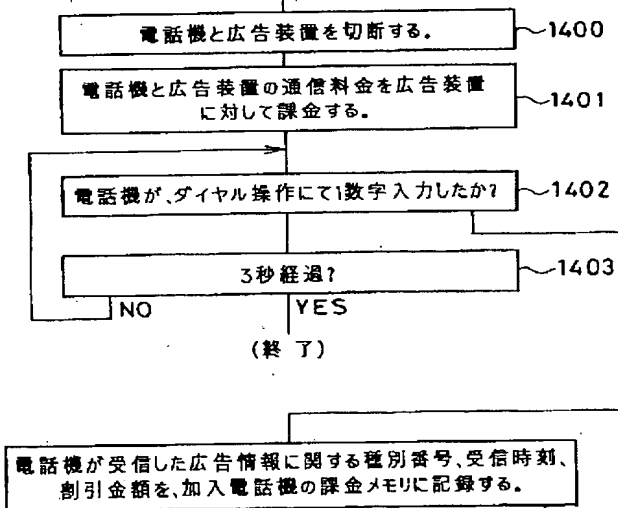 電話機と広告装置を切断する。
1400
電話機と広告装置の通信料金を広告装置
に対して課金する。
1401
電話機が、ダイヤル操作にて1数字入力したか?
1402
3秒経過?
1403
NO
YES
(終了)
電話機が受信した広告情報に関する種別番号、受信時刻、
割引金額を、加入電話機の課金メモリに記録する。